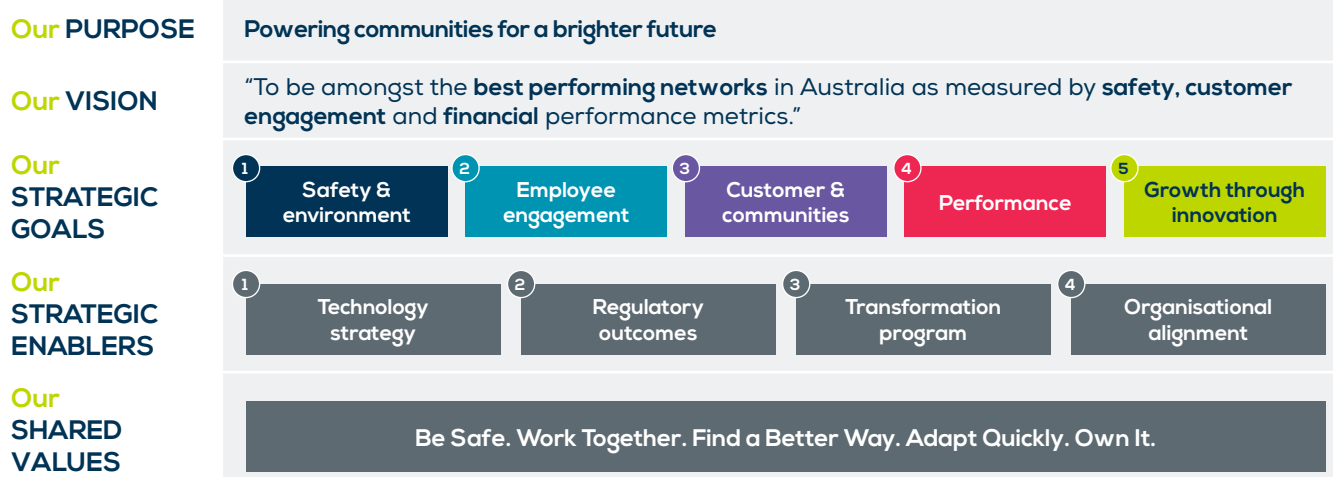 Our PURPOSE
Powering communities for a brighter future
Our VISION
“To be amongst the best performing networks in Australia as measured by safety, customer
engagement and financial performance metrics.”
Our
STRATEGIC
GOALS
1
Safety &
environment
2
Employee
engagement
3
Customer &
communities
4
Performance
5
Growth through
innovation
Our
STRATEGIC
ENABLERS
1
Technology
strategy
2
Regulatory
outcomes
3
Transformation
program
4
Organisational
alignment
Our
SHARED
VALUES
Be Safe. Work Together. Find a Better Way. Adapt Quickly. Own It.